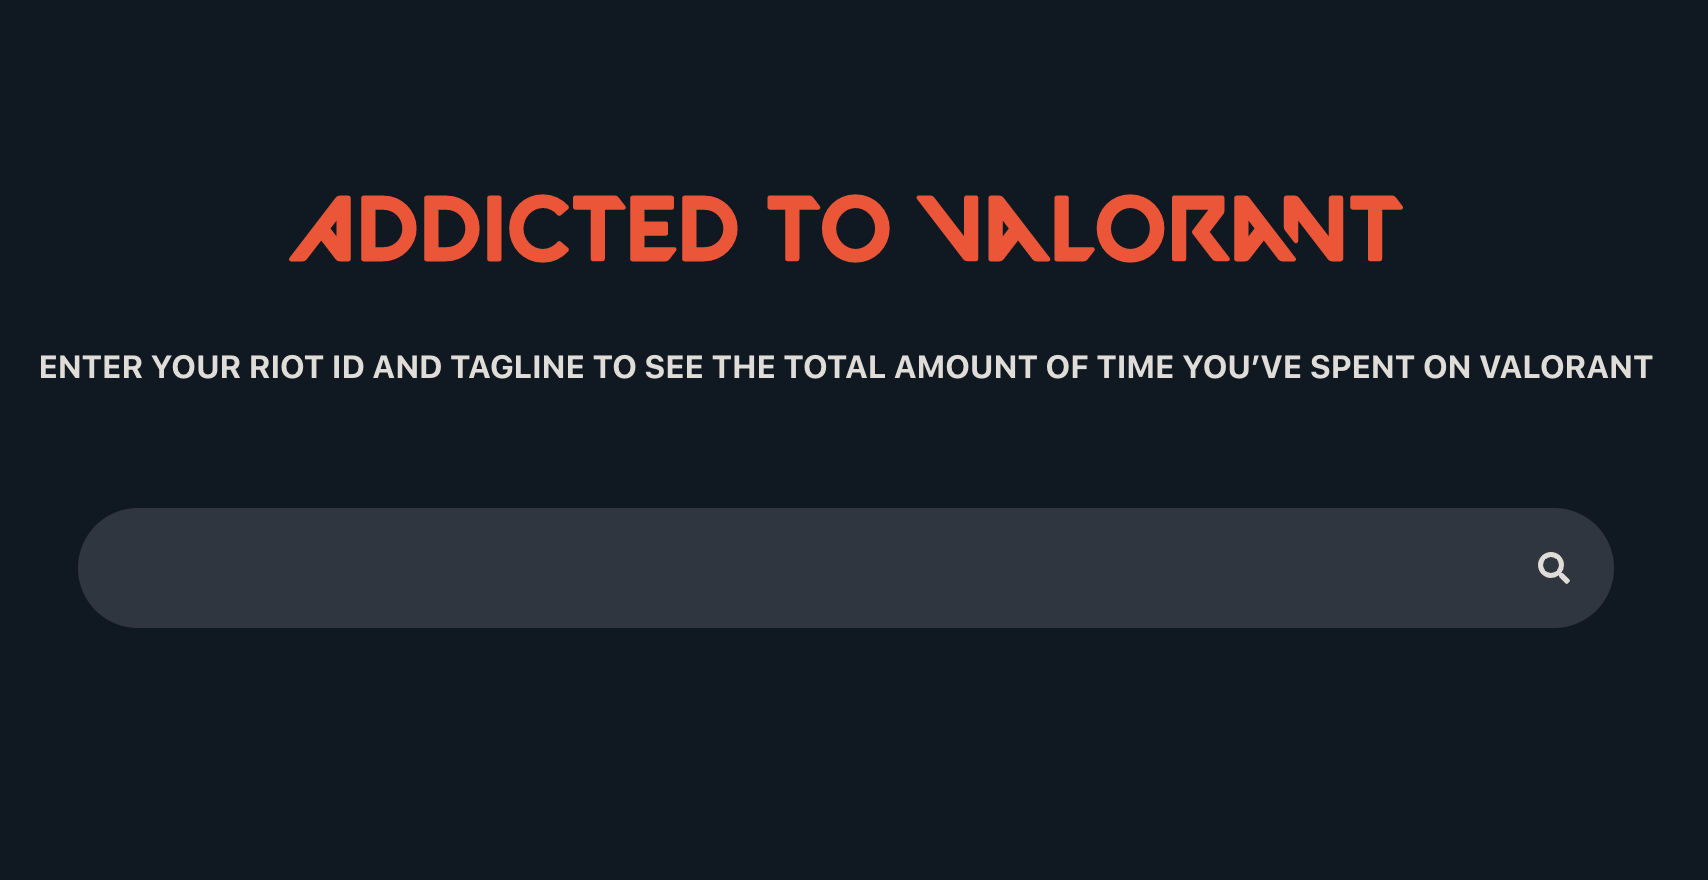 ADDICTED TO VALORANT
ENTER YOUR RIOT ID AND TAGLINE TO SEE THE TOTAL AMOUNT OF TIME YOU’VE SPENT ON VALORANT